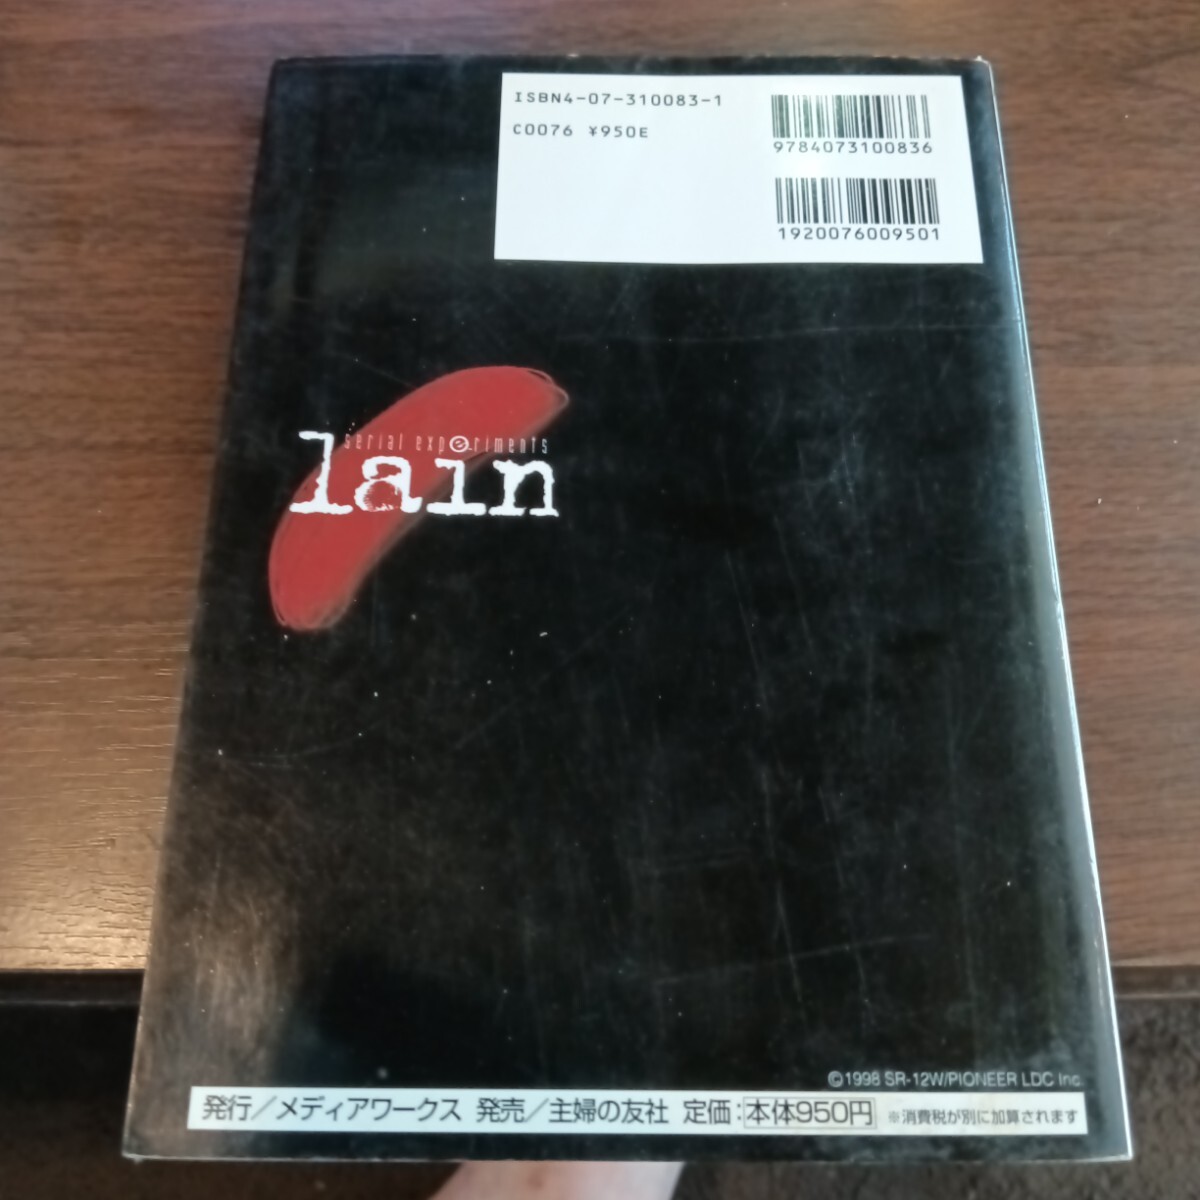 ISBN4-07-310083-1
C0076 ¥950E
9784073100836
1920076009501
serial experiments
lain
©1998 SR-12W/PIONEER LDC Inc.
発行／メディアワークス 発売／主婦の友社 定価：本体950円 ※消費税が別に加算されます